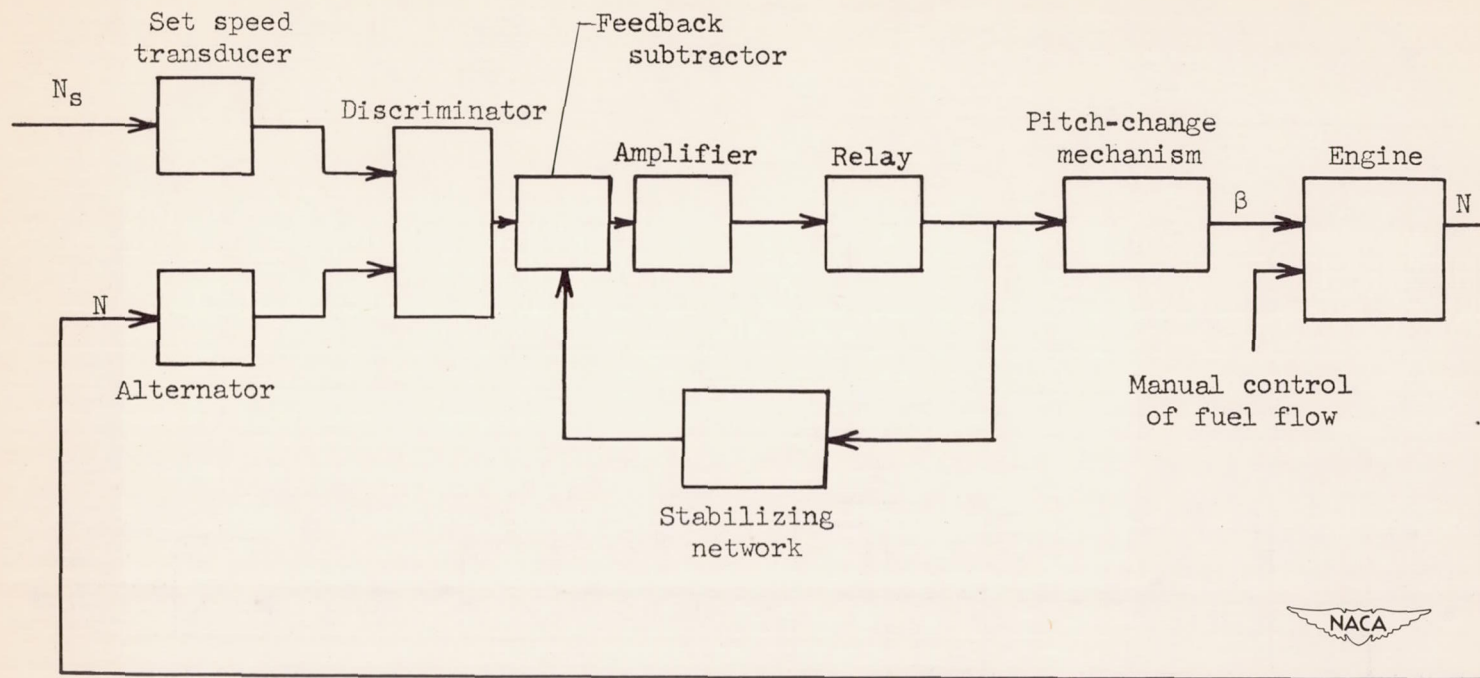 Set speed
transducer
Feedback
subtractor
N_s
Discriminator
Amplifier
Relay
Pitch-change
mechanism
Engine
β
N
N
Alternator
Manual control
of fuel flow
Stabilizing
network
NACA